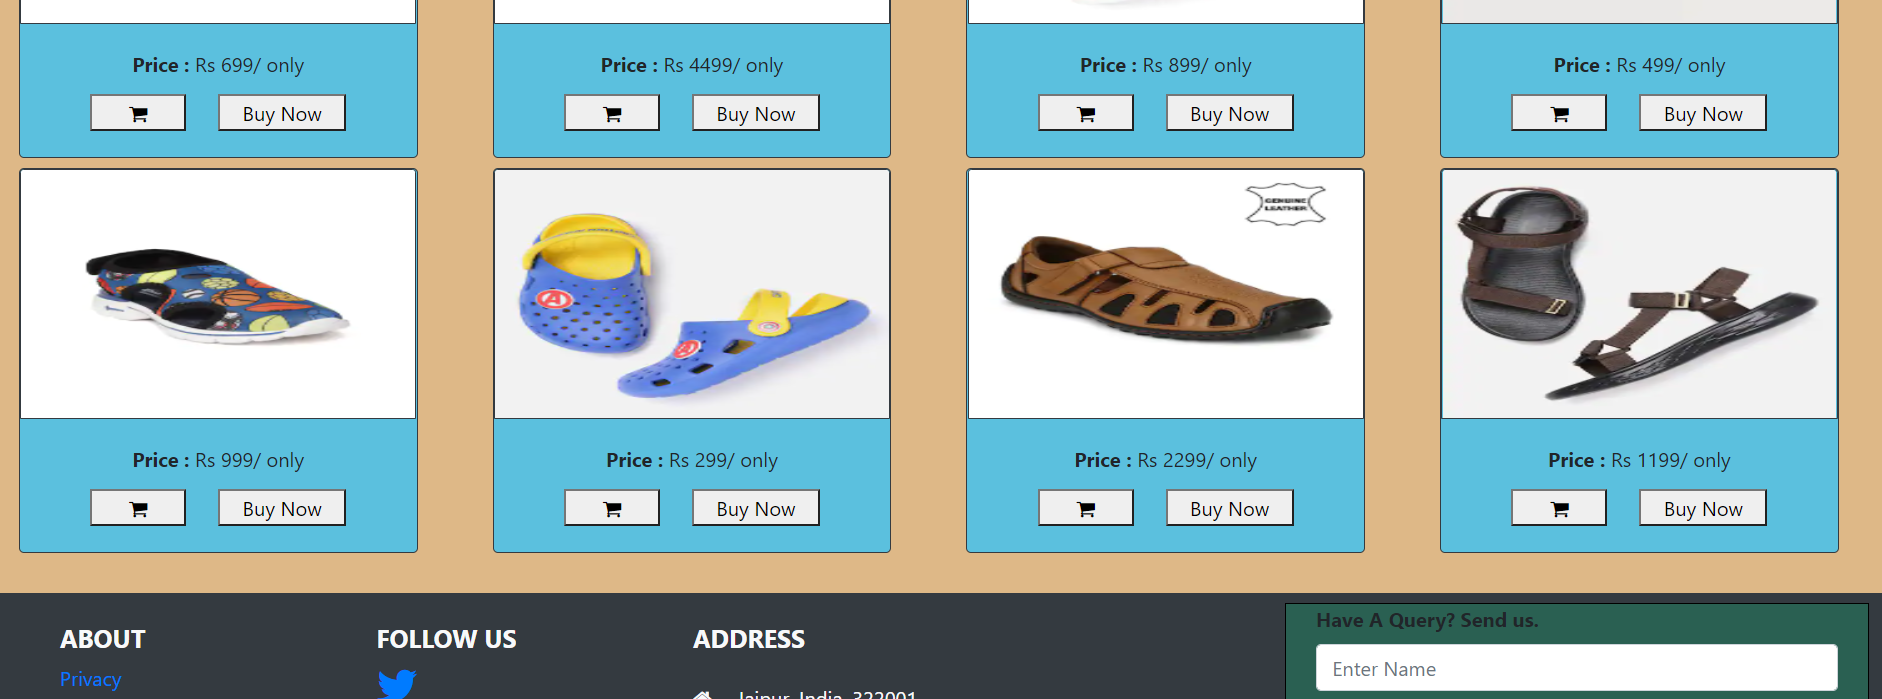 Price : Rs 699/ only
Price : Rs 4499/ only
Price : Rs 899/ only
Price : Rs 499/ only
Buy Now
Buy Now
Buy Now
Buy Now
GENUINE
LEATHER
A
A
Price : Rs 999/ only
Price : Rs 299/ only
Price : Rs 2299/ only
Price : Rs 1199/ only
Buy Now
Buy Now
Buy Now
Buy Now
ABOUT
Privacy
FOLLOW US
ADDRESS
Jaipur, India, 322001
Have A Query? Send us.
Enter Name